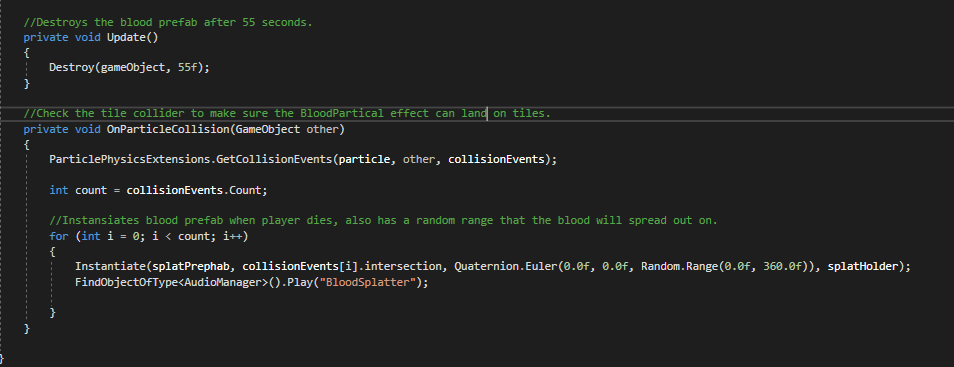 //Destroys the blood prefab after 55 seconds.
private void Update()
{
Destroy(gameObject, 55f);
}
//Check the tile collider to make sure the BloodPartical effect can land on tiles.
private void OnParticleCollision(GameObject other)
{
ParticlePhysicsExtensions.GetCollisionEvents(particle, other, collisionEvents);
int count = collisionEvents.Count;
//Instansiates blood prefab when player dies, also has a random range that the blood will spread out on.
for (int i = 0; i < count; i++)
{
Instantiate(splatPrephab, collisionEvents[i].intersection, Quaternion.Euler(0.0f, 0.0f, Random.Range(0.0f, 360.0f)), splatHolder);
FindObjectOfType<AudioManager>().Play("BloodSplatter");
}
}
}